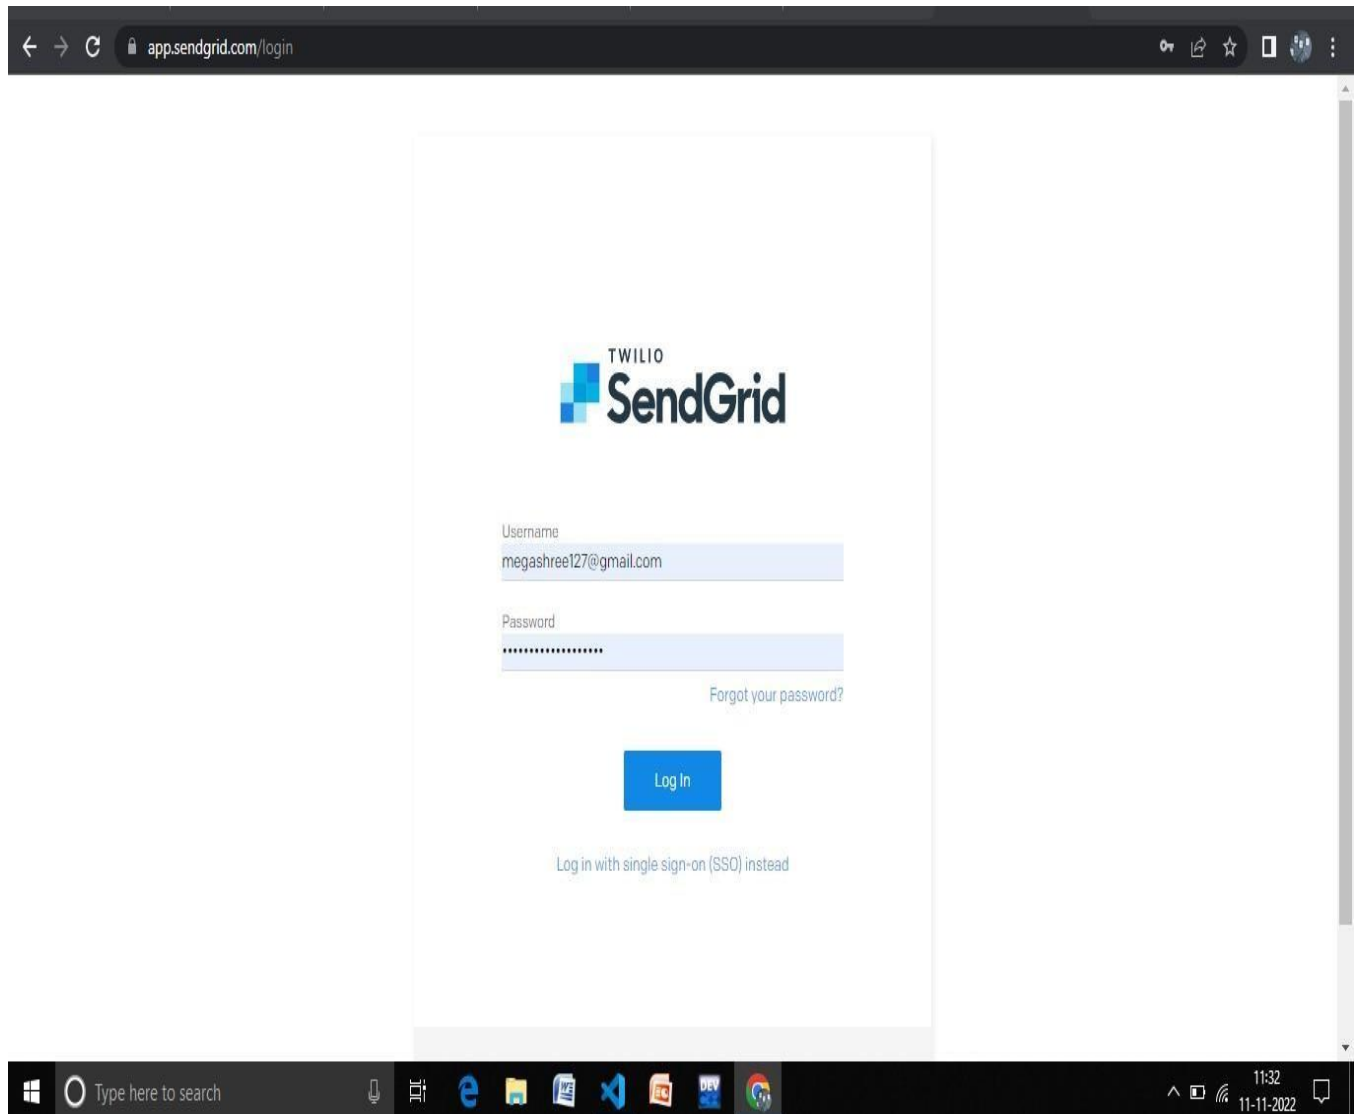 app.sendgrid.com/login
TWILIO
SendGrid
Username
megashree127@gmail.com
Password
•••••••••••••••••••
Forgot your password?
Log In
Log in with single sign-on (SSO) instead
Type here to search
DEV
11:32
11-11-2022